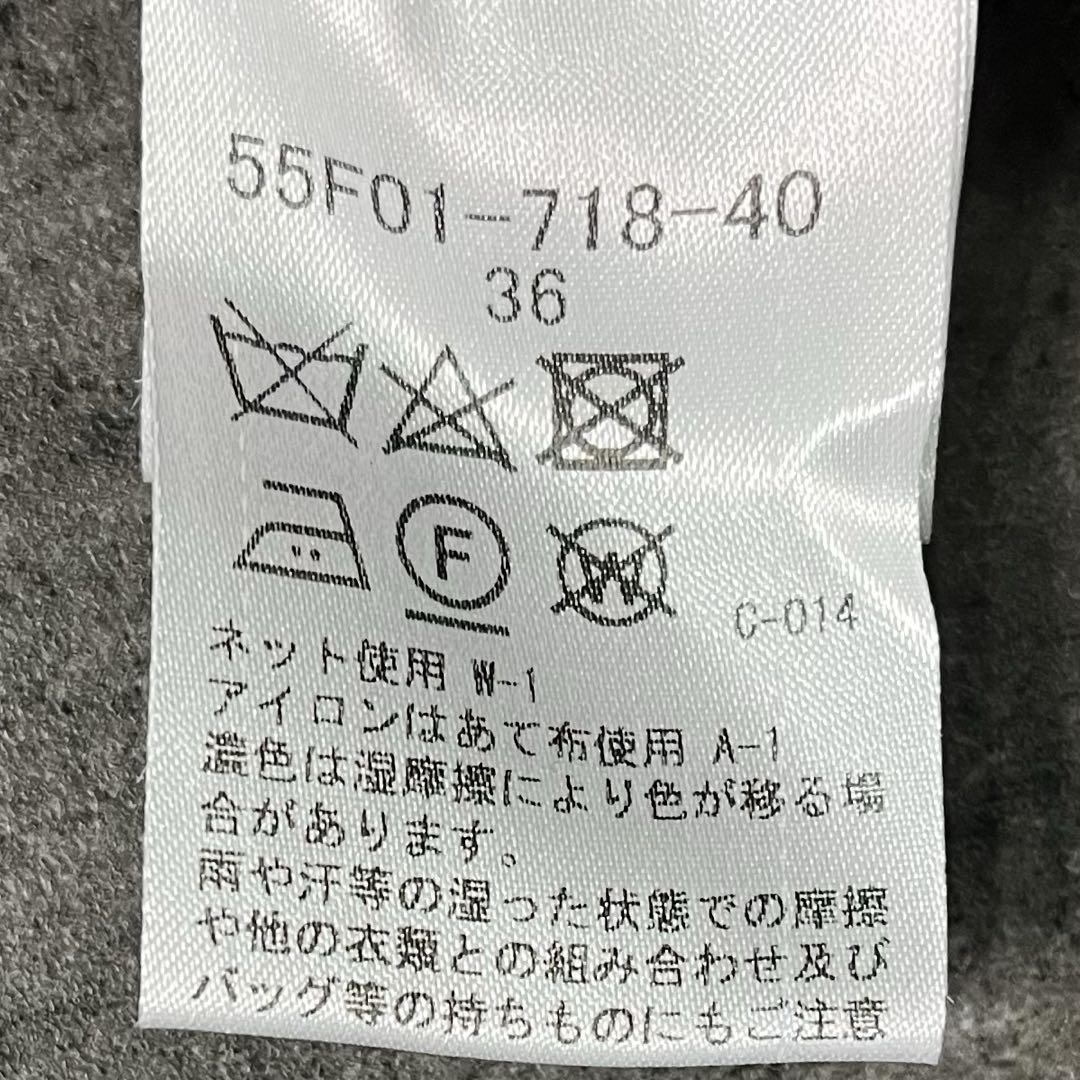 55F01-718-40
36
F
W
C-014
ネット使用 W-1
アイロンはあて布使用 A-1
濃色は湿摩擦により色が移る場
合があります。
雨や汗等の湿った状態での摩擦
や他の衣類との組み合わせ及び
バッグ等の持ちものにもご注意